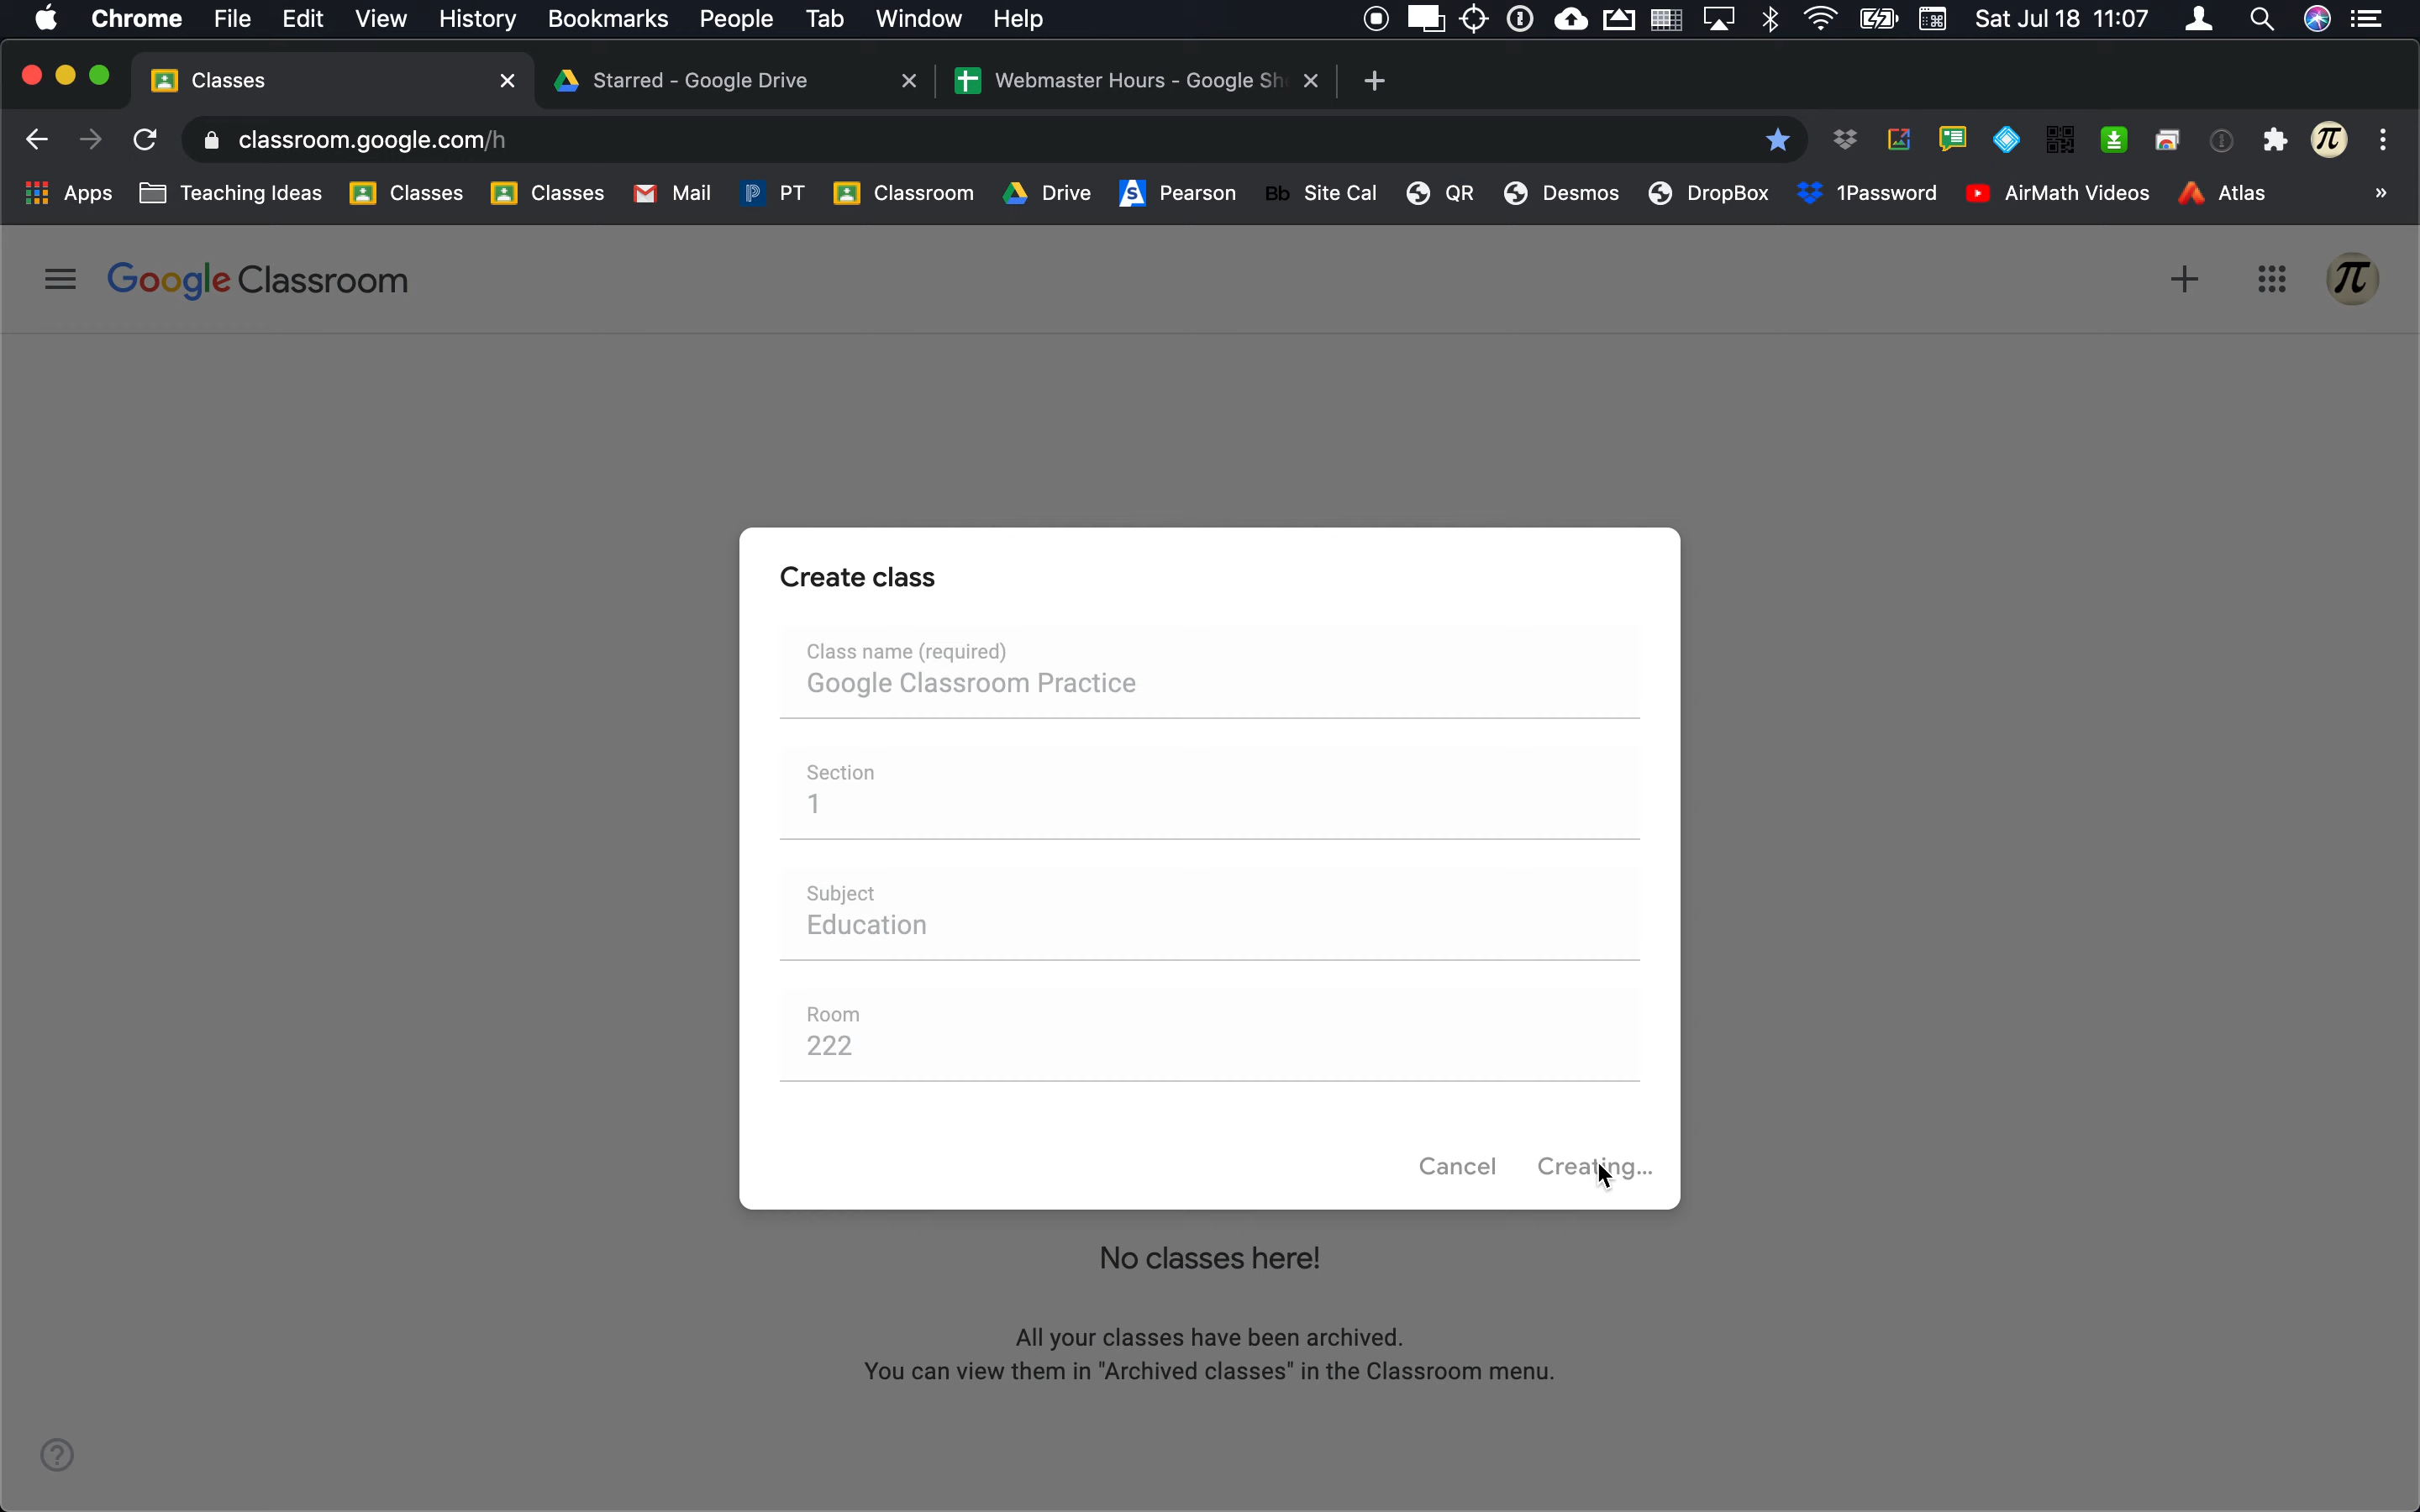 Chrome File Edit View History Bookmarks People Tab Window Help Sat Jul 18 11:07
Classes Starred - Google Drive Webmaster Hours - Google She
classroom.google.com/h
Apps Teaching Ideas Classes Classes Mail PT Classroom Drive Pearson Bb Site Cal QR Desmos DropBox 1Password AirMath Videos Atlas »
Google Classroom
Create class
Class name (required)
Google Classroom Practice
Section
1
Subject
Education
Room
222
Cancel Creating...
No classes here!
All your classes have been archived.
You can view them in "Archived classes" in the Classroom menu.